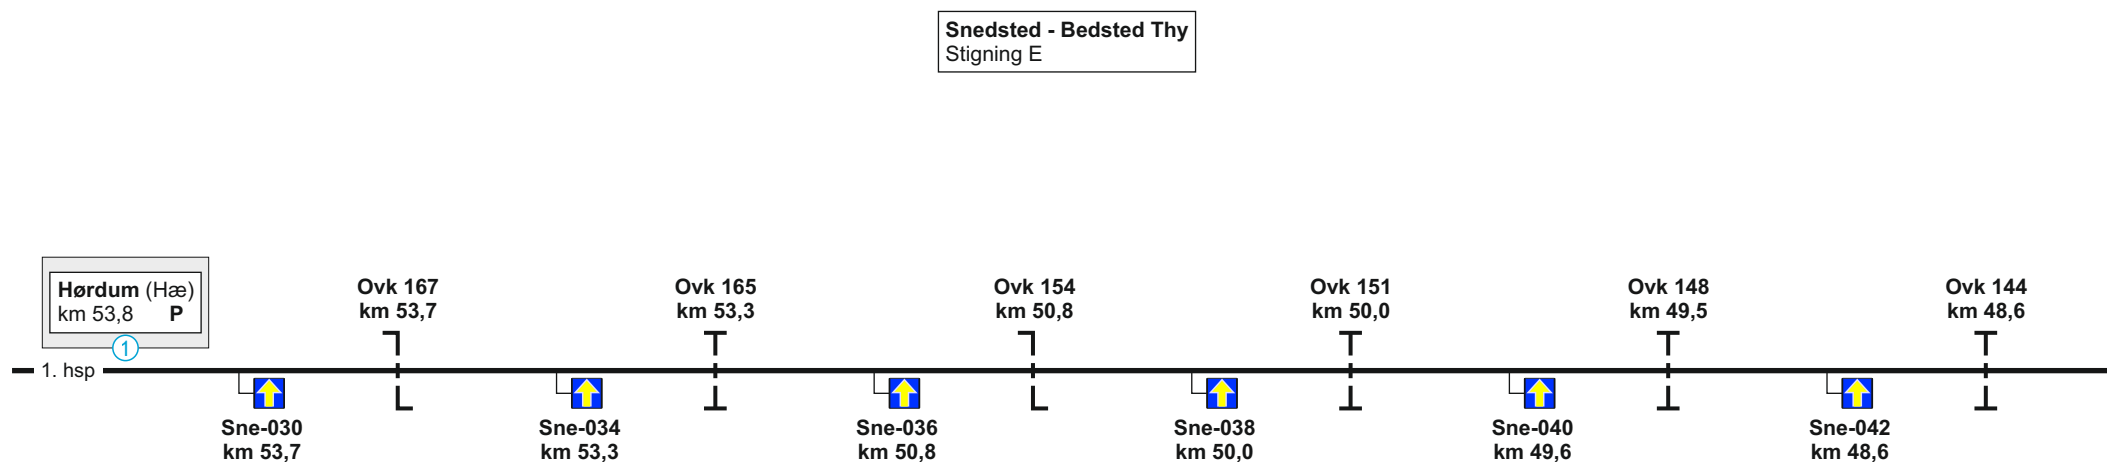 Snedsted - Bedsted Thy
Stigning E
Hørdum (Hæ)
km 53,8 P
1
1. hsp
Ovk 167
km 53,7
Ovk 165
km 53,3
Ovk 154
km 50,8
Ovk 151
km 50,0
Ovk 148
km 49,5
Ovk 144
km 48,6
Sne-030
km 53,7
Sne-034
km 53,3
Sne-036
km 50,8
Sne-038
km 50,0
Sne-040
km 49,6
Sne-042
km 48,6